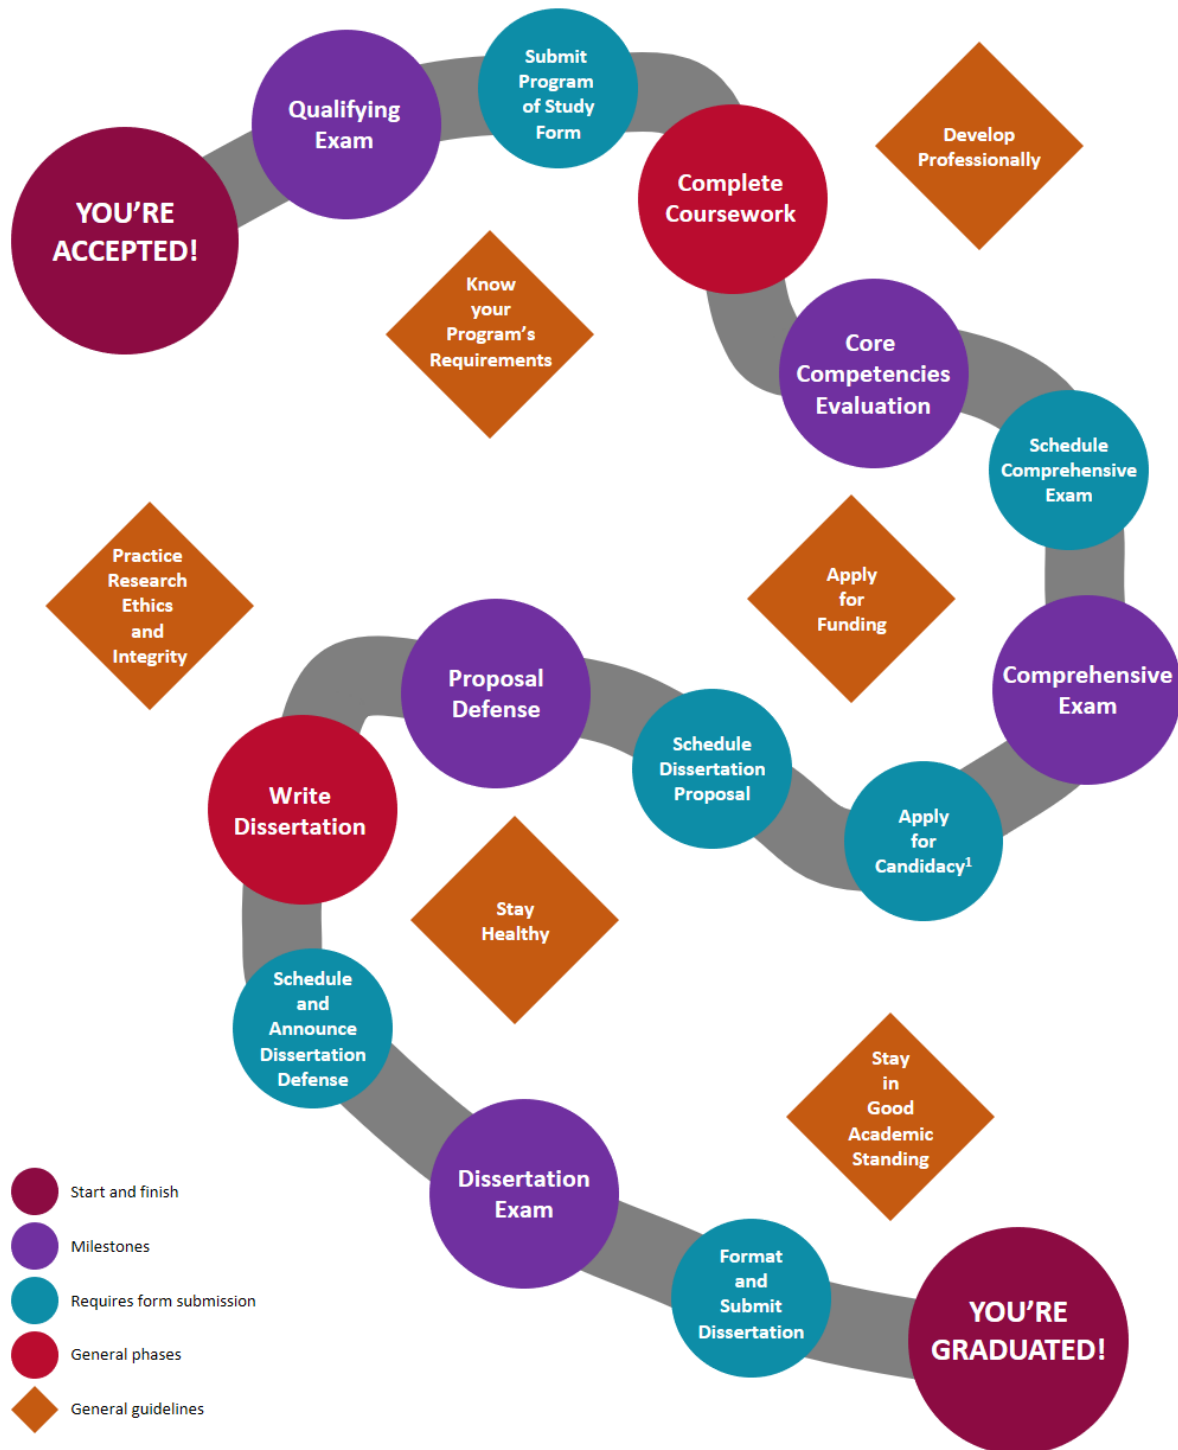 YOU'RE
ACCEPTED!
Qualifying
Exam
Submit
Program
of Study
Form
Complete
Coursework
Develop
Professionally
Know
your
Program's
Requirements
Core
Competencies
Evaluation
Schedule
Comprehensive
Exam
Practice
Research
Ethics
and
Integrity
Apply
for
Funding
Comprehensive
Exam
Proposal
Defense
Schedule
Dissertation
Proposal
Apply
for
Candidacy¹
Write
Dissertation
Stay
Healthy
Schedule
and
Announce
Dissertation
Defense
Stay
in
Good
Academic
Standing
Dissertation
Exam
Format
and
Submit
Dissertation
YOU'RE
GRADUATED!
Start and finish
Milestones
Requires form submission
General phases
General guidelines